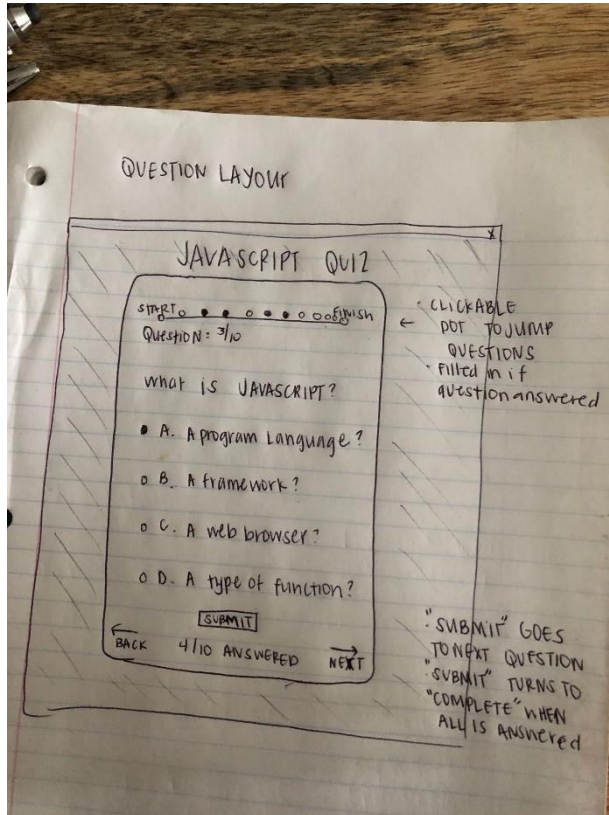 QUESTION LAYOUT
X
JAVASCRIPT QUIZ
START FINISH
QUESTION: 3/10
WHAT IS JAVASCRIPT?
A. A program Language?
B. A framework?
C. A web browser?
D. A type of function?
SUBMIT
BACK 4/10 ANSWERED NEXT
· CLICKABLE
DOT TO JUMP
QUESTIONS
· Filled in if
question answered
· "SUBMIT" GOES
TO NEXT QUESTION
· "SUBMIT" TURNS TO
"COMPLETE" WHEN
ALL IS ANSWERED